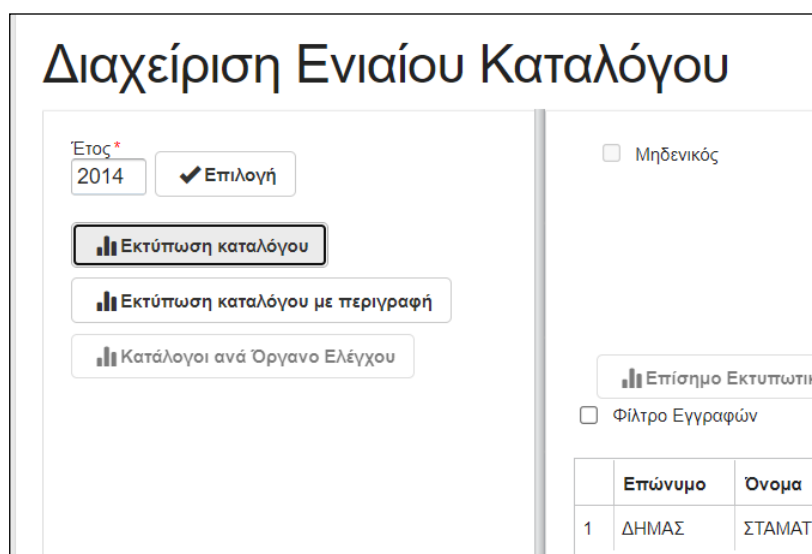 Διαχείριση Ενιαίου Καταλόγου
Έτος *
2014 Επιλογή
Εκτύπωση καταλόγου
Εκτύπωση καταλόγου με περιγραφή
Κατάλογοι ανά Όργανο Ελέγχου
Μηδενικός
Επίσημο
Φίλτρο Εγγραφών
Επώνυμο Όνομα
1 ΔΗΜΑΣ